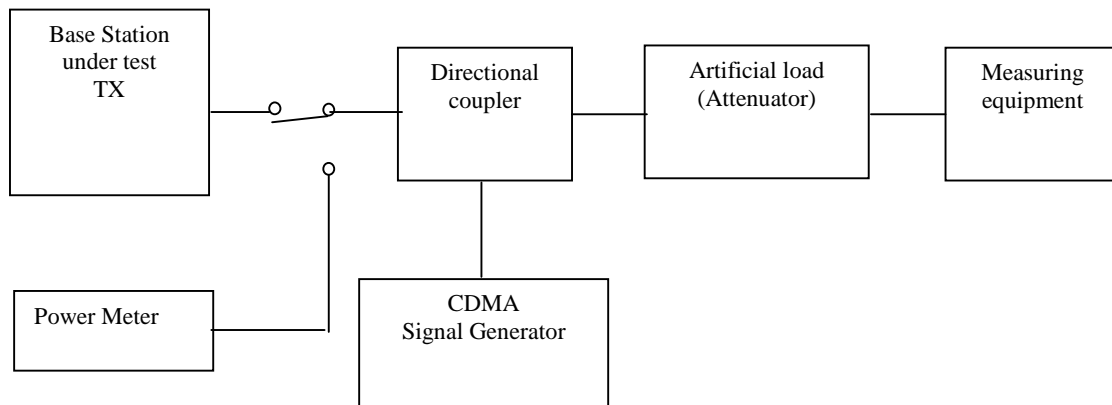 Base Station
under test
TX
Directional
coupler
Artificial load
(Attenuator)
Measuring
equipment
Power Meter
CDMA
Signal Generator